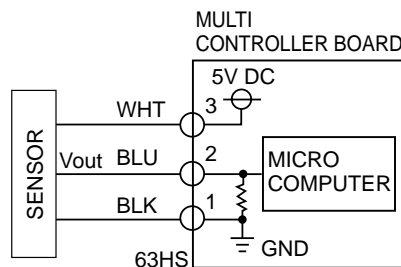 MULTI
CONTROLLER BOARD
5V DC
WHT 3
Vout BLU 2
MICRO
COMPUTER
SENSOR
BLK 1
GND
63HS